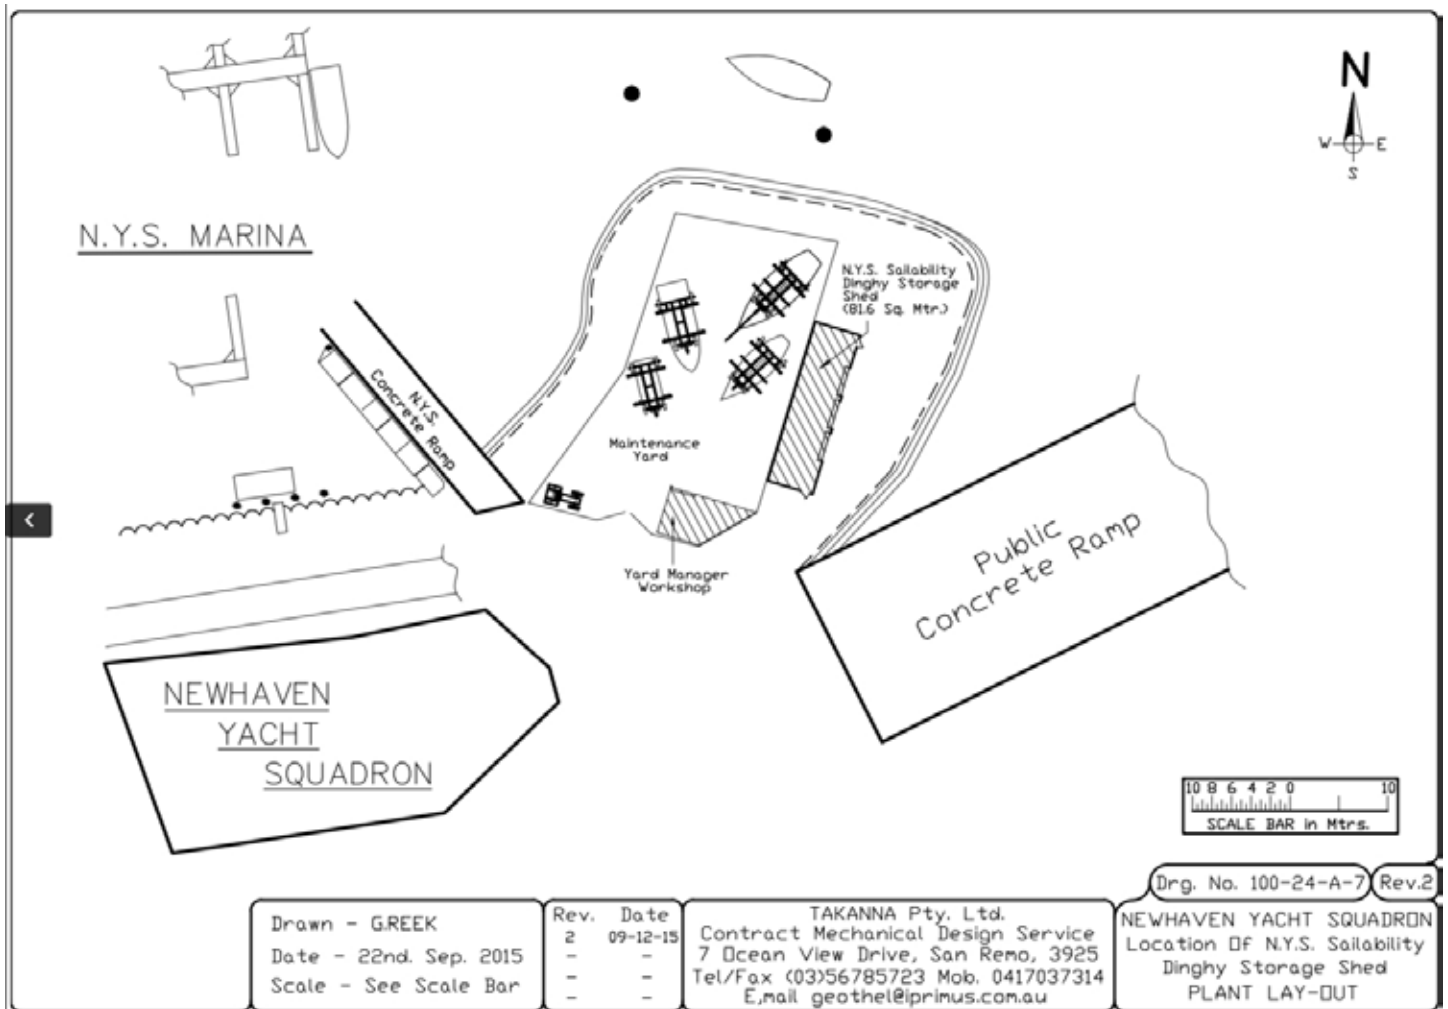 N
W E
S
N.Y.S. MARINA
N.Y.S. Sailability
Dinghy Storage
Shed
(81.6 Sq. Mtr.)
N.Y.S.
Concrete Ramp
Maintenance
Yard
Yard Manager
Workshop
Public
Concrete Ramp
NEWHAVEN
YACHT
SQUADRON
10 8 6 4 2 0 10
SCALE BAR in Mtrs.
Drg. No. 100-24-A-7 Rev.2
Drawn - G.REEK
Date - 22nd. Sep. 2015
Scale - See Scale Bar
Rev. Date
2 09-12-15
- -
- -
- -
TAKANNA Pty. Ltd.
Contract Mechanical Design Service
7 Ocean View Drive, San Remo, 3925
Tel/Fax (03)56785723 Mob. 0417037314
E,mail geothel@iprimus.com.au
NEWHAVEN YACHT SQUADRON
Location Of N.Y.S. Sailability
Dinghy Storage Shed
PLANT LAY-OUT